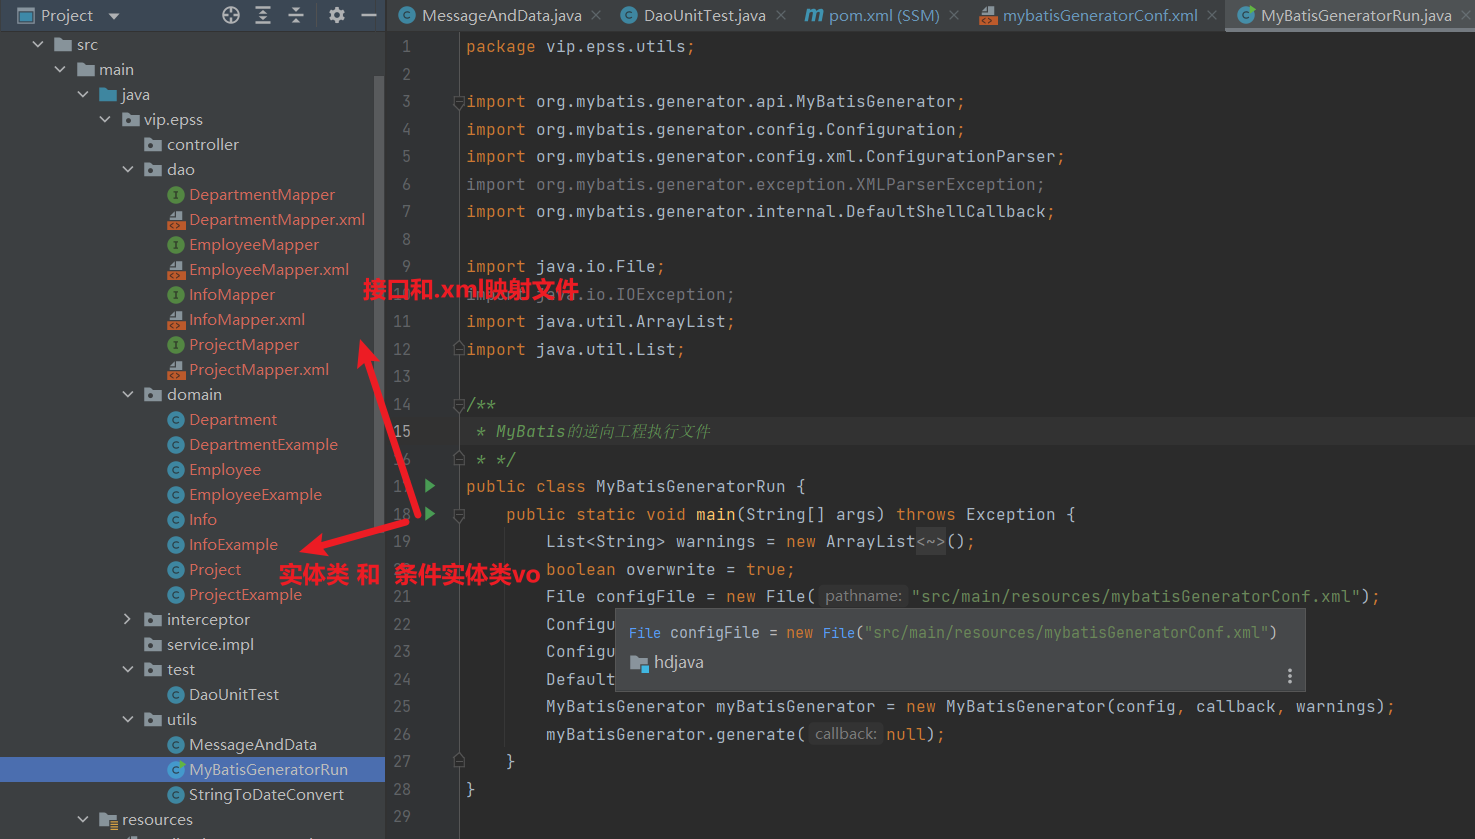 Project
MessageAndData.java
DaoUnitTest.java
pom.xml (SSM)
mybatisGeneratorConf.xml
MyBatisGeneratorRun.java
src
main
java
vip.epss
controller
dao
DepartmentMapper
DepartmentMapper.xml
EmployeeMapper
EmployeeMapper.xml
InfoMapper
InfoMapper.xml
ProjectMapper
ProjectMapper.xml
domain
Department
DepartmentExample
Employee
EmployeeExample
Info
InfoExample
Project
ProjectExample
interceptor
service.impl
test
DaoUnitTest
utils
MessageAndData
MyBatisGeneratorRun
StringToDateConvert
resources
接口和.xml映射文件
实体类 和 条件实体类vo
1 package vip.epss.utils;
2
3 import org.mybatis.generator.api.MyBatisGenerator;
4 import org.mybatis.generator.config.Configuration;
5 import org.mybatis.generator.config.xml.ConfigurationParser;
6 import org.mybatis.generator.exception.XMLParserException;
7 import org.mybatis.generator.internal.DefaultShellCallback;
8
9 import java.io.File;
import java.io.IOException;
11 import java.util.ArrayList;
12 import java.util.List;
13
14 /**
15 * MyBatis的逆向工程执行文件
16 * */
17 public class MyBatisGeneratorRun {
18 public static void main(String[] args) throws Exception {
19 List<String> warnings = new ArrayList<~>();
boolean overwrite = true;
21 File configFile = new File( pathname: "src/main/resources/mybatisGeneratorConf.xml");
22 Configu
23 Configu
24 Default
File configFile = new File("src/main/resources/mybatisGeneratorConf.xml")
hdjava
25 MyBatisGenerator myBatisGenerator = new MyBatisGenerator(config, callback, warnings);
26 myBatisGenerator.generate( callback: null);
27 }
28 }
29